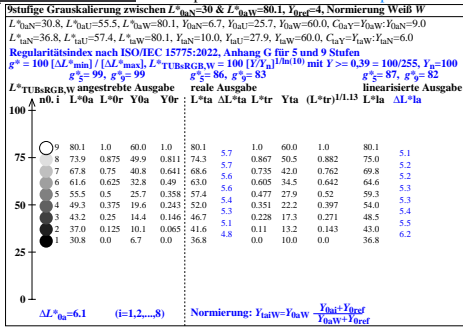 9stufige Grauskalierung zwischen L*0aN=30 & L*0aW=80.1, Y0ref=4, Normierung Weiß W
L*0aN=30.8, L*0aU=55.5, L*0aW=80.1, Y0aN=6.7, Y0aU=25.7, Y0aW=60.0, C0aY=Y0aW:Y0aN=9.0
L*taN=36.8, L*taU=57.4, L*taW=80.1, YtaN=10.0, YtaU=27.9, YtaW=60.0, CtaY=YtaW:YtaN=6.0
Regularitätsindex nach ISO/IEC 15775:2022, Anhang G für 5 und 9 Stufen
g* = 100 [ΔL*min] / [ΔL*max], L*TUBsRGB,W = 100 [Y/Yn]1/ln(10) mit Y >= 0,39 = 100/255, Yn=100
g*5= 99, g*9= 99 g*5= 86, g*9= 83 g*5= 87, g*9= 82
L*TUBsRGB,W angestrebte Ausgabe reale Ausgabe linearisierte Ausgabe
n0. i L*0a L*0r Y0a Y0r L*ta ΔL*ta L*tr Yta (L*tr)1/1.13 L*la ΔL*la
100
9 80.1 1.0 60.0 1.0 80.1 1.0 60.0 1.0 80.1
5.7 5.1
8 73.9 0.875 49.9 0.811 74.3 0.867 50.5 0.882 75.0
5.7 5.1
75
7 67.8 0.75 40.8 0.641 68.6 0.735 42.0 0.762 69.8
5.6 5.2
6 61.6 0.625 32.8 0.49 63.0 0.605 34.5 0.642 64.6
5.6 5.3
5 55.5 0.5 25.7 0.358 57.4 0.477 27.9 0.52 59.3
5.4 5.3
50
4 49.3 0.375 19.6 0.243 52.0 0.351 22.2 0.397 54.0
5.3 5.4
3 43.2 0.25 14.4 0.146 46.7 0.228 17.3 0.271 48.5
5.1 5.5
2 37.0 0.125 10.1 0.065 41.6 0.11 13.2 0.143 43.0
4.8 6.2
1 30.8 0.0 6.7 0.0 36.8 0.0 10.0 0.0 36.8
25
0
ΔL*0a=6.1 (i=1,2,...,8) Normierung: YtaiW=Y0aW Y0ai+Y0ref
Y0aW+Y0ref